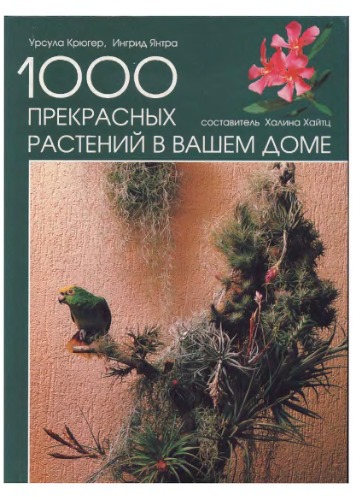 Урсула Крюгер, Ингрид Янтра
1000
ПРЕКРАСНЫХ
составитель Халина Хайтц
РАСТЕНИЙ В ВАШЕМ ДОМЕ